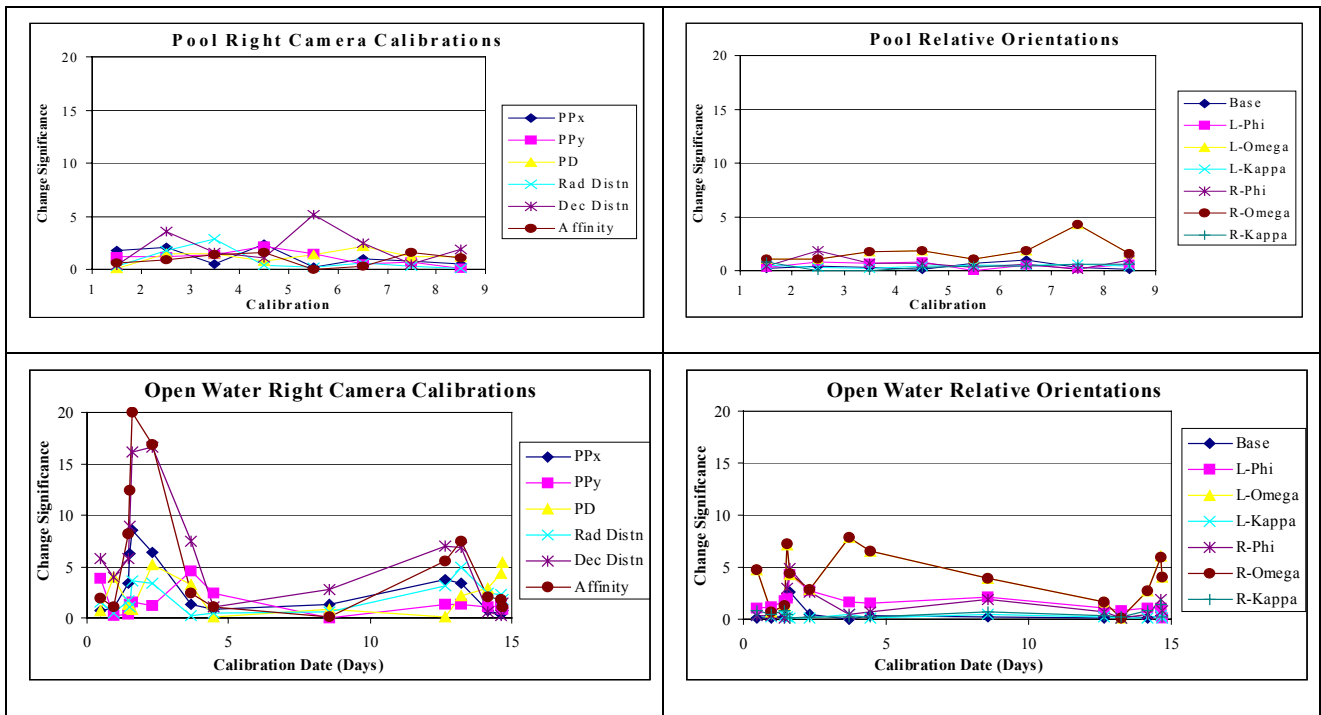 Pool Right Camera Calibrations
20
15
10
5
0
Change Significance
1 2 3 4 5 6 7 8 9
Calibration
PPx
PPy
PD
Rad Distn
Dec Distn
Affinity
Pool Relative Orientations
20
15
10
5
0
Change Significance
1 2 3 4 5 6 7 8 9
Calibration
Base
L-Phi
L-Omega
L-Kappa
R-Phi
R-Omega
R-Kappa
Open Water Right Camera Calibrations
20
15
10
5
0
Change Significance
0 5 10 15
Calibration Date (Days)
PPx
PPy
PD
Rad Distn
Dec Distn
Affinity
Open Water Relative Orientations
20
15
10
5
0
Change Significance
0 5 10 15
Calibration Date (Days)
Base
L-Phi
L-Omega
L-Kappa
R-Phi
R-Omega
R-Kappa